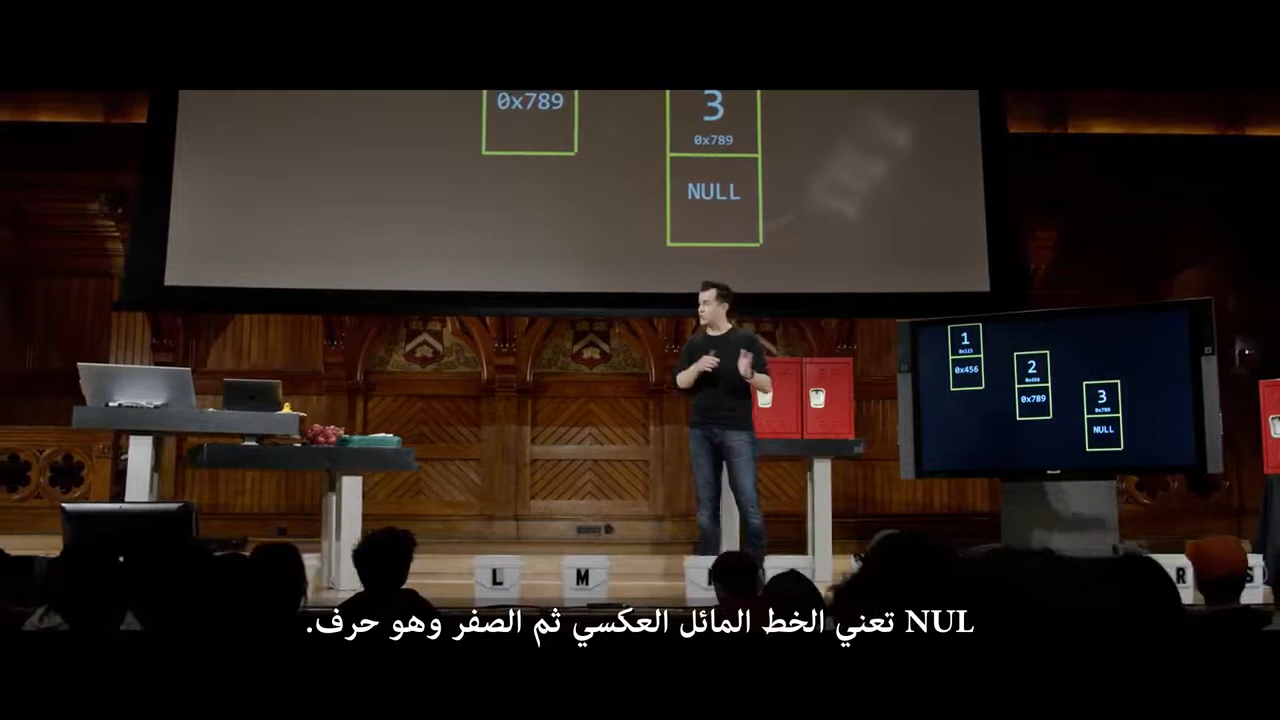 0x789
3
0x789
NULL
1
0x123
0x456
2
0x456
0x789
3
0x789
NULL
L
M
R
S
NUL تعني الخط المائل العكسي ثم الصفر وهو حرف.